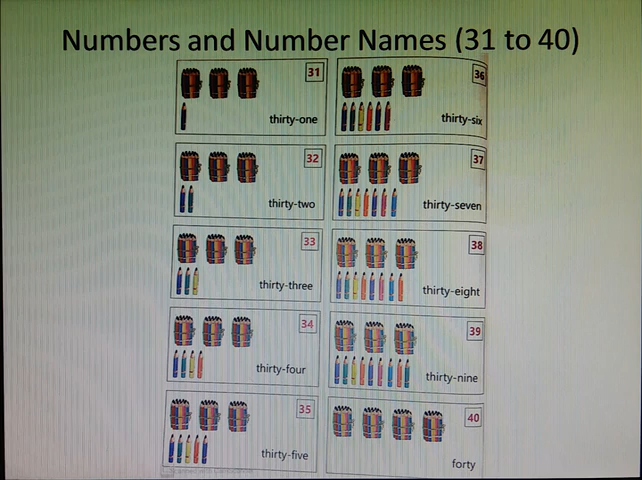 Numbers and Number Names (31 to 40)
31
thirty-one
36
thirty-six
32
thirty-two
37
thirty-seven
33
thirty-three
38
thirty-eight
34
thirty-four
39
thirty-nine
35
thirty-five
40
forty